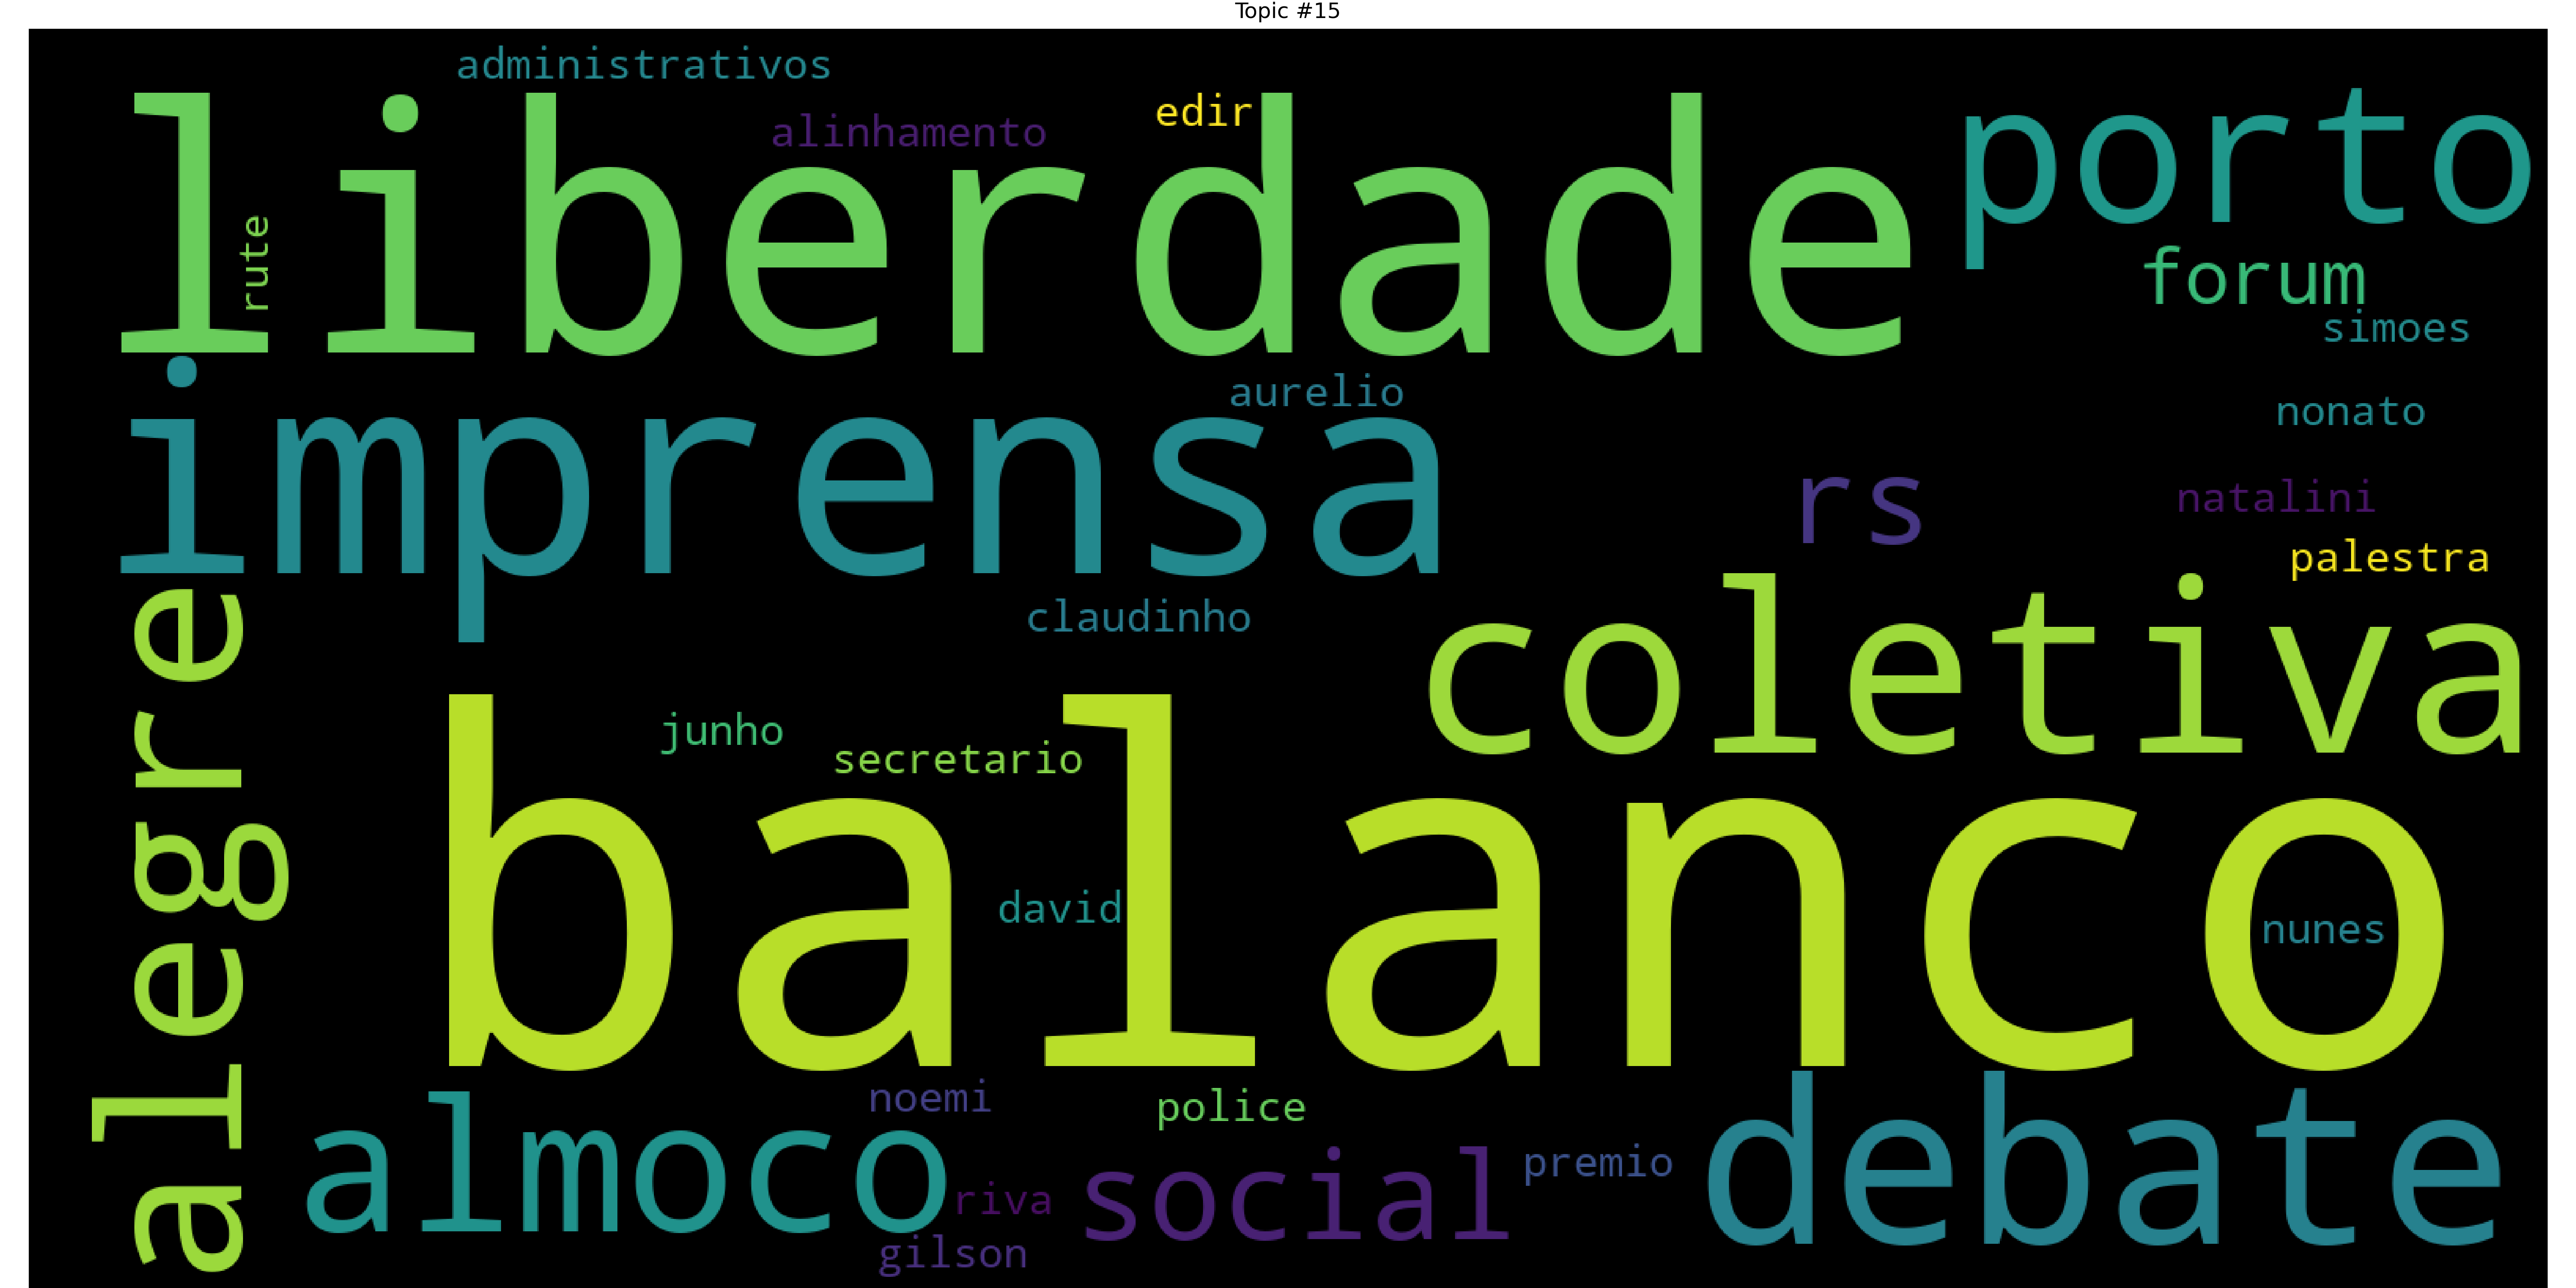 Topic #15
administrativos
liberdade
porto
edir
alinhamento
rute
forum
simoes
imprensa
aurelio
nonato
rs
natalini
palestra
claudinho
coletiva
alegre
junho
secretario
balanco
david
nunes
noemi
police
almoco
debate
social
premio
riva
gilson